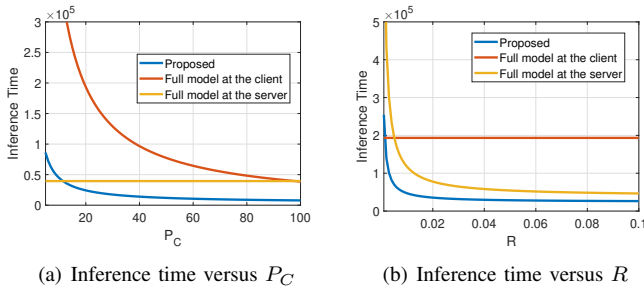 ×10^5
3
2.5
2
1.5
1
0.5
0
Inference Time
Proposed
Full model at the client
Full model at the server
20 40 60 80 100
P_C
×10^5
5
4
3
2
1
0
Inference Time
Proposed
Full model at the client
Full model at the server
0.02 0.04 0.06 0.08 0.1
R
(a) Inference time versus P_C
(b) Inference time versus R